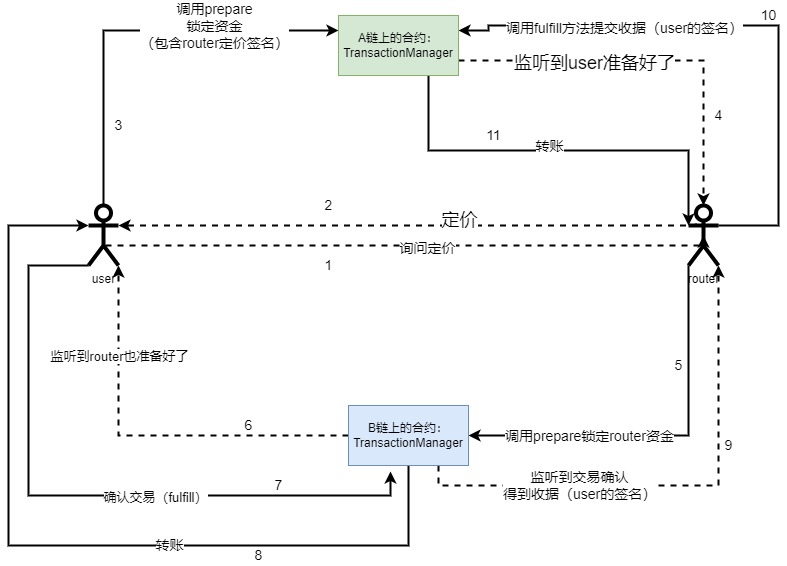 调用prepare
锁定资金
（包含router定价签名）
A链上的合约：
TransactionManager
调用fulfill方法提交收据（user的签名）
10
监听到user准备好了
3
4
11
转账
2
定价
询问定价
1
user
router
监听到router也准备好了
5
6
B链上的合约：
TransactionManager
调用prepare锁定router资金
9
7
确认交易（fulfill）
监听到交易确认
得到收据（user的签名）
转账
8